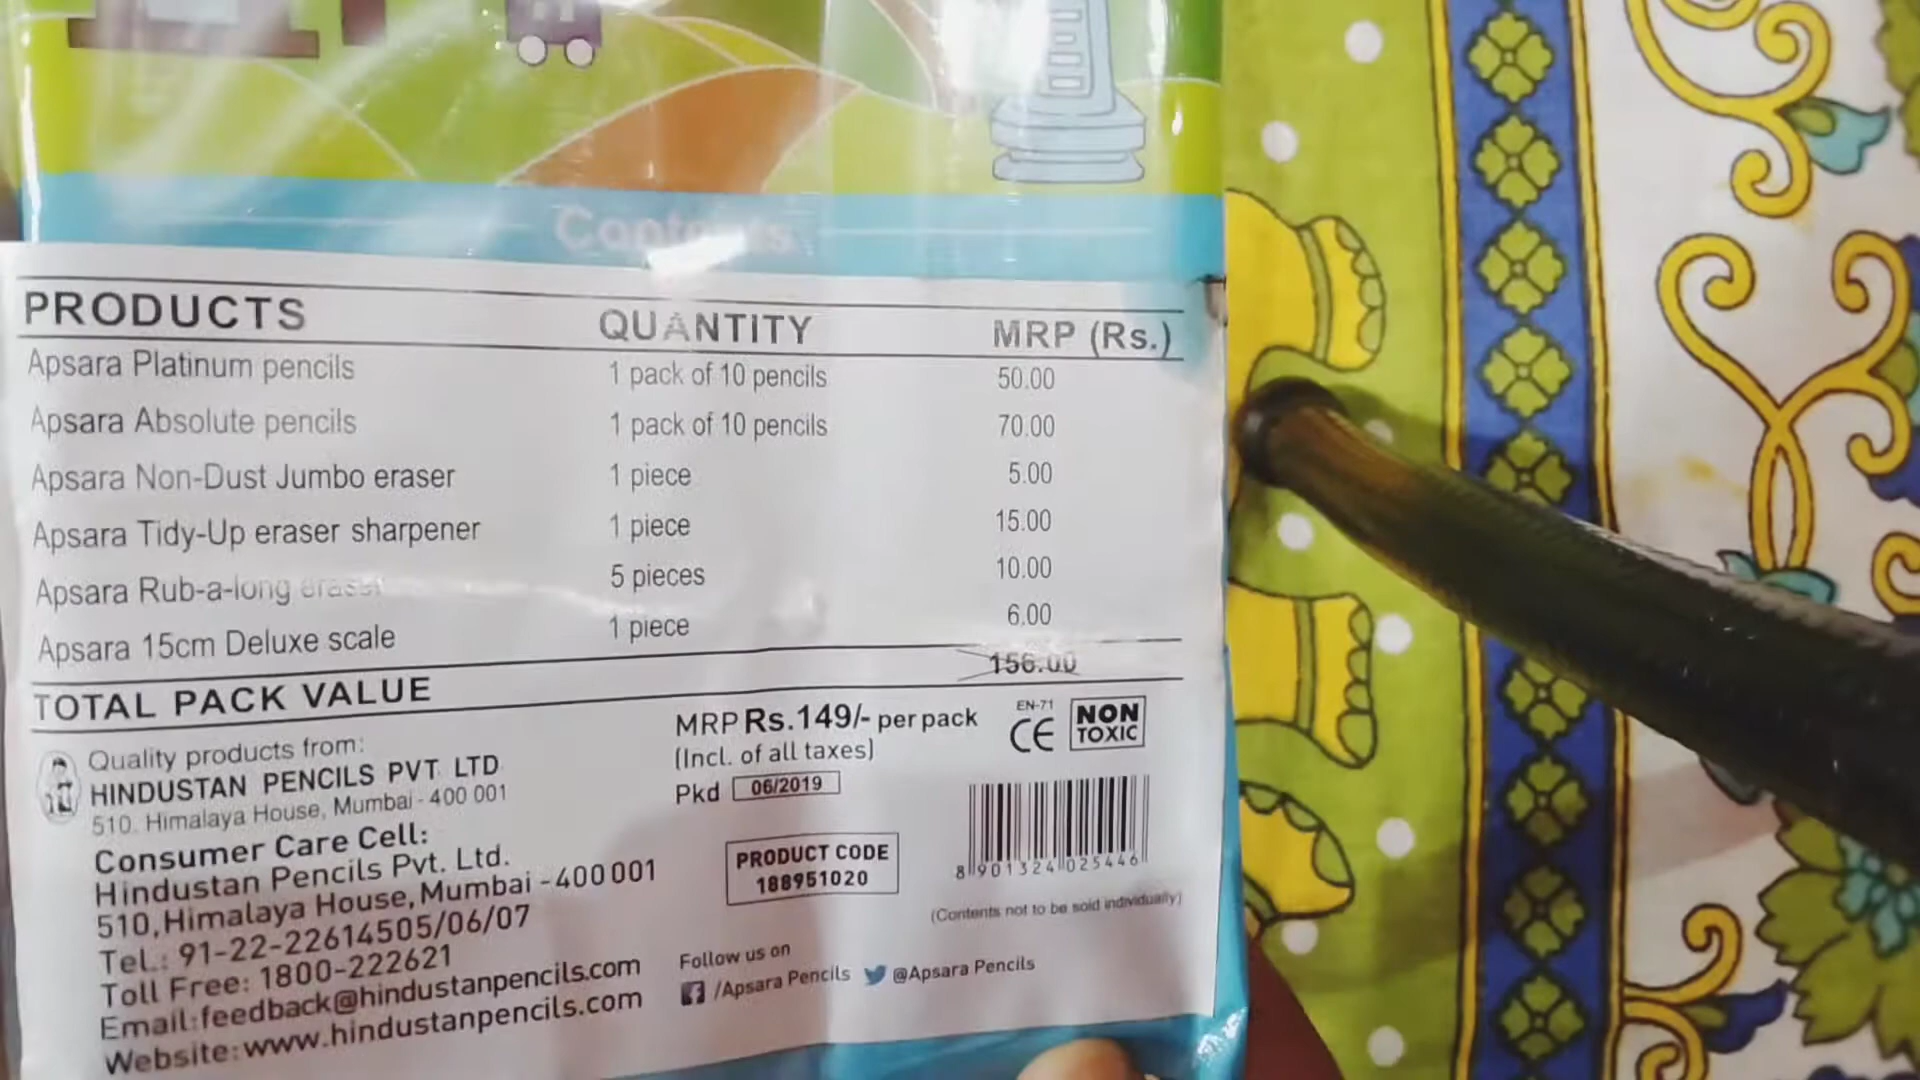 Contents
PRODUCTS QUANTITY MRP (Rs.)
Apsara Platinum pencils 1 pack of 10 pencils 50.00
Apsara Absolute pencils 1 pack of 10 pencils 70.00
Apsara Non-Dust Jumbo eraser 1 piece 5.00
Apsara Tidy-Up eraser sharpener 1 piece 15.00
Apsara Rub-a-long eraser 5 pieces 10.00
Apsara 15cm Deluxe scale 1 piece 6.00
TOTAL PACK VALUE 156.00
Quality products from:
HINDUSTAN PENCILS PVT. LTD
510, Himalaya House, Mumbai - 400 001
Consumer Care Cell:
Hindustan Pencils Pvt. Ltd.
510, Himalaya House, Mumbai - 400 001
Tel.: 91-22-22614505/06/07
Toll Free: 1800-222621
Email:feedback@hindustanpencils.com
Website: www.hindustanpencils.com
MRP Rs.149/- per pack
(Incl. of all taxes)
Pkd 06/2019
EN-71
CE
NON
TOXIC
PRODUCT CODE
188951020
8 901324 025446
(Contents not to be sold individually)
Follow us on
/Apsara Pencils @Apsara Pencils